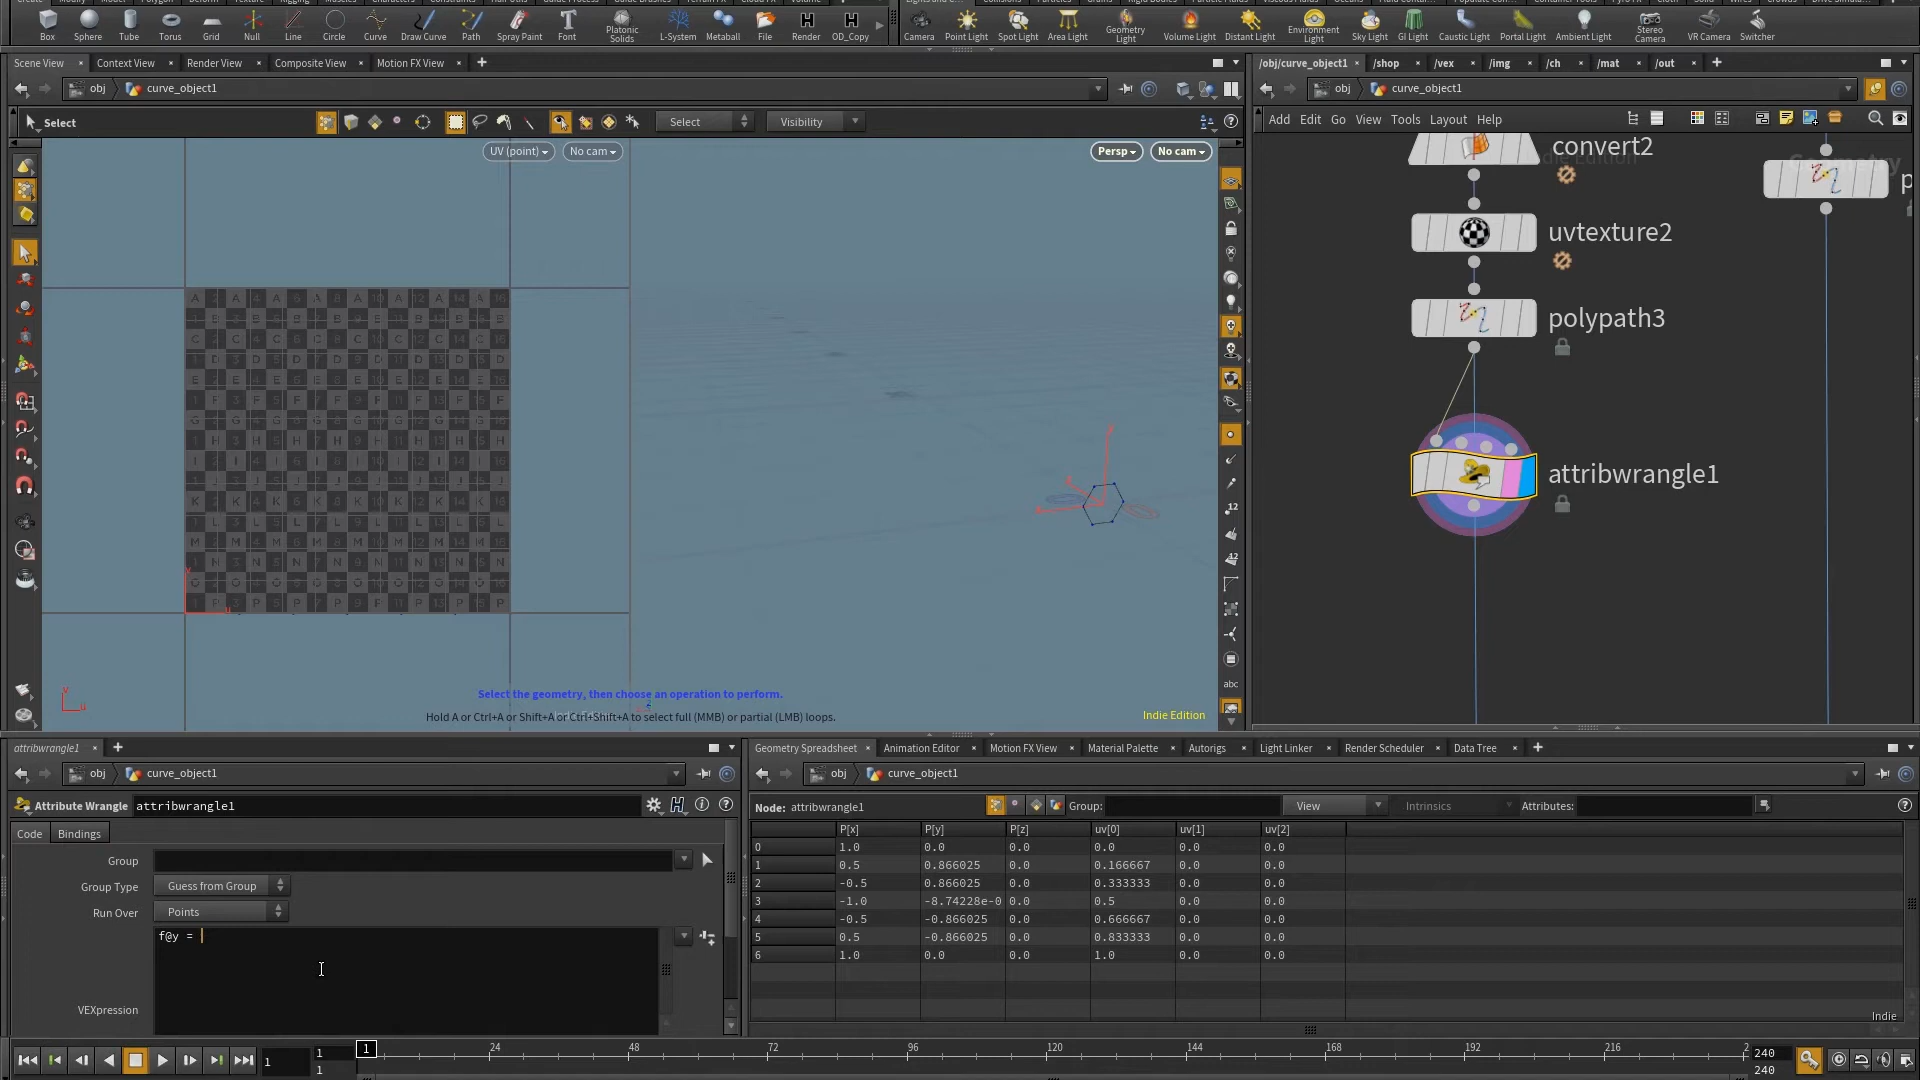 Box Sphere Tube Torus Grid Null Line Circle Curve Draw Curve Path Spray Paint Font Platonic Solids L-System Metaball File Render OD_Copy
Camera Point Light Spot Light Area Light Geometry Light Volume Light Distant Light Environment Light Sky Light GI Light Caustic Light Portal Light Ambient Light Stereo Camera VR Camera Switcher
Scene View Context View Render View Composite View Motion FX View
/obj/curve_object1 /shop /vex /img /ch /mat /out
obj curve_object1
obj curve_object1
Select Select Visibility
Add Edit Go View Tools Layout Help
UV (point) No cam
Persp No cam
convert2
uvtexture2
polypath3
attribwrangle1
Select the geometry, then choose an operation to perform.
Hold A or Ctrl+A or Shift+A or Ctrl+Shift+A to select full (MMB) or partial (LMB) loops.
Indie Edition
attribwrangle1
Geometry Spreadsheet Animation Editor Motion FX View Material Palette Autorigs Light Linker Render Scheduler Data Tree
obj curve_object1
obj curve_object1
Attribute Wrangle attribwrangle1
Node: attribwrangle1 Group: View Intrinsics Attributes:
Code Bindings
Group
Group Type Guess from Group
Run Over Points
f@y =
VEXpression
P[x] P[y] P[z] uv[0] uv[1] uv[2]
0 1.0 0.0 0.0 0.0 0.0 0.0
1 0.5 0.866025 0.0 0.166667 0.0 0.0
2 -0.5 0.866025 0.0 0.333333 0.0 0.0
3 -1.0 -8.74228e-0 0.0 0.5 0.0 0.0
4 -0.5 -0.866025 0.0 0.666667 0.0 0.0
5 0.5 -0.866025 0.0 0.833333 0.0 0.0
6 1.0 0.0 0.0 1.0 0.0 0.0
Indie
1 1 1 1 24 48 72 96 120 144 168 192 216 2 240 240